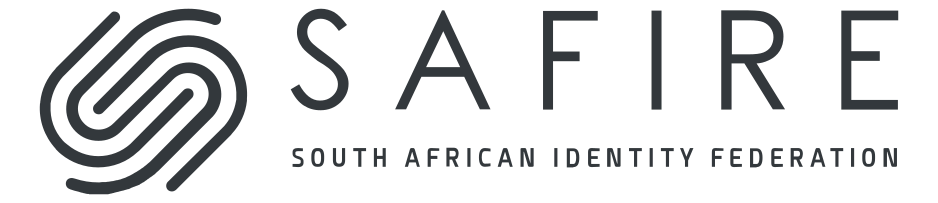 SAFIRE
SOUTH AFRICAN IDENTITY FEDERATION